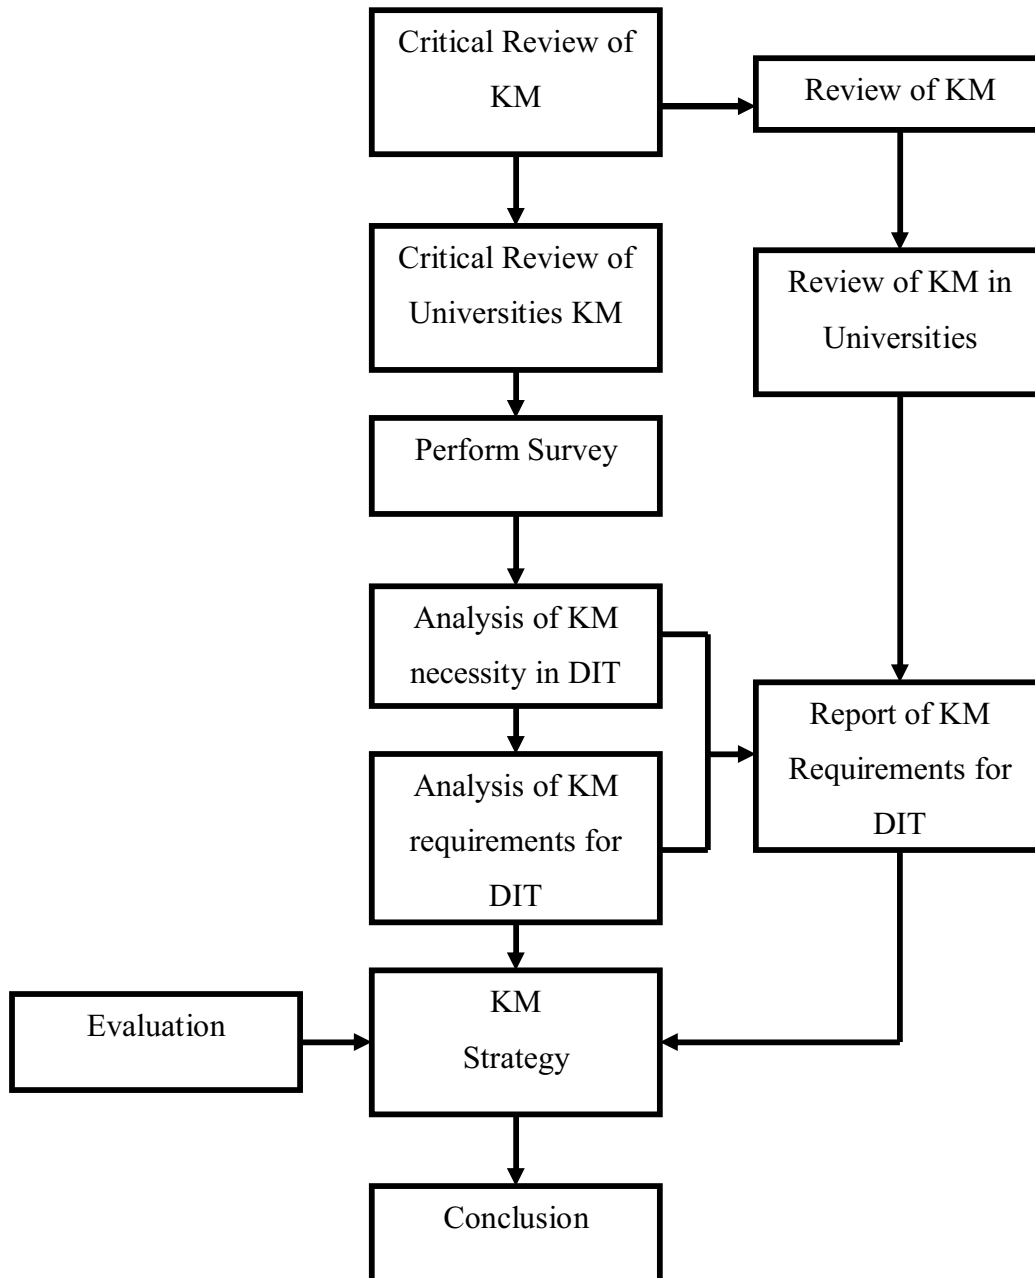 Critical Review of
KM
Review of KM
Critical Review of
Universities KM
Review of KM in
Universities
Perform Survey
Analysis of KM
necessity in DIT
Report of KM
Requirements for
DIT
Analysis of KM
requirements for
DIT
Evaluation
KM
Strategy
Conclusion